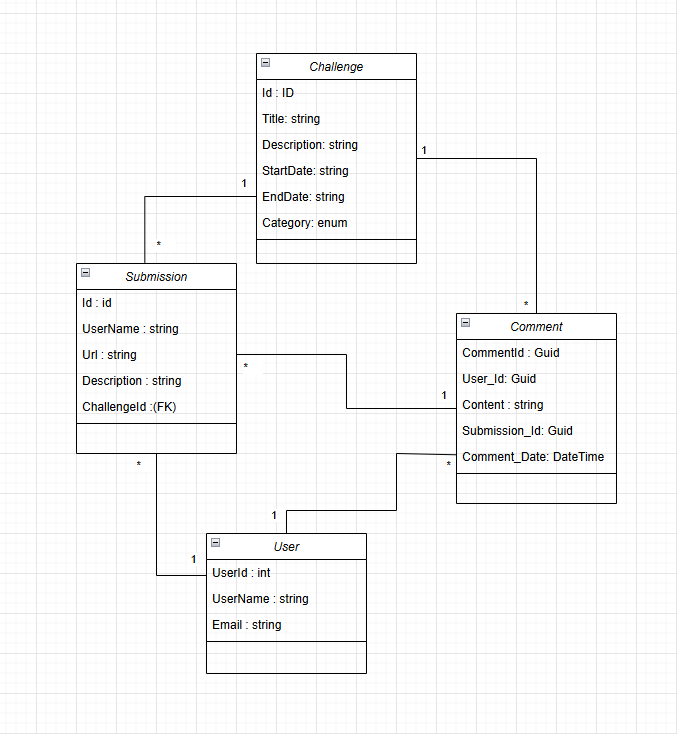 Challenge
Id : ID
Title: string
Description: string
StartDate: string
EndDate: string
Category: enum
1
1
*
*
Submission
Id : id
UserName : string
Url : string
Description : string
ChallengeId :(FK)
*
*
Comment
CommentId : Guid
User_Id: Guid
Content : string
Submission_Id: Guid
Comment_Date: DateTime
1
*
1
1
User
UserId : int
UserName : string
Email : string